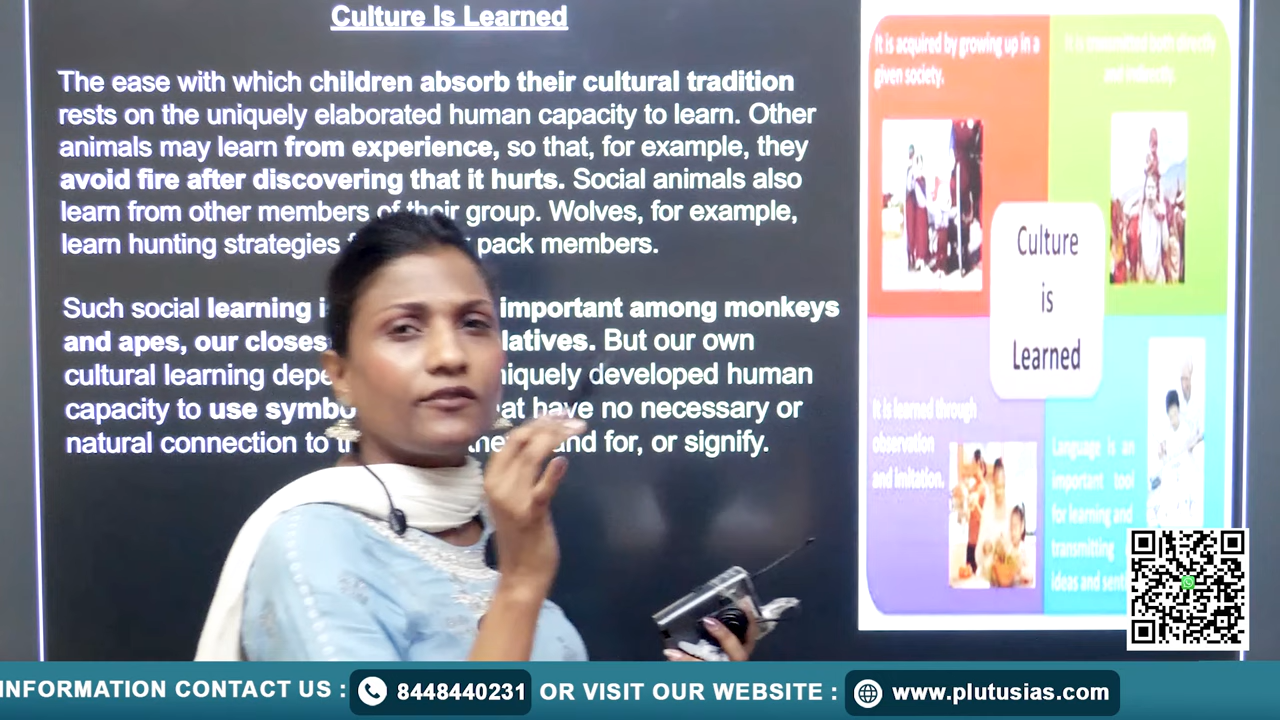 Culture Is Learned
The ease with which children absorb their cultural tradition
rests on the uniquely elaborated human capacity to learn. Other
animals may learn from experience, so that, for example, they
avoid fire after discovering that it hurts. Social animals also
learn from other members of their group. Wolves, for example,
learn hunting strategies pack members.
Such social learning important among monkeys
and apes, our closes latives. But our own
cultural learning depe niquely developed human
capacity to use symbo at have no necessary or
natural connection to th they and for, or signify.
It is acquired by growing up in a
given society.
It is transmitted both directly
and indirectly.
Culture
is
Learned
It is learned through
observation
and imitation.
Language is an
important tool
for learning and
transmitting
ideas and sent
INFORMATION CONTACT US : 8448440231 OR VISIT OUR WEBSITE : www.plutusias.com